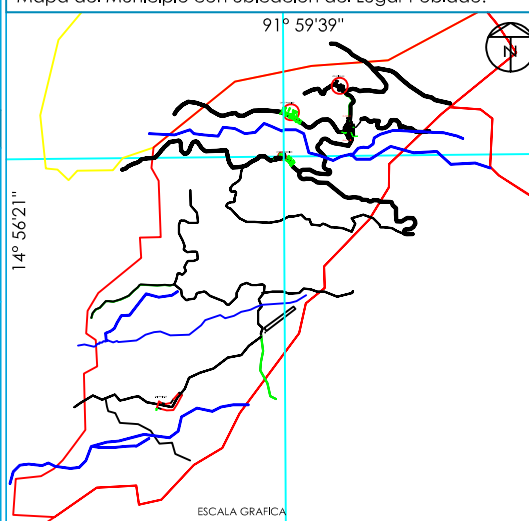 Mapa del Municipio con Ubicación del Lugar Poblado.
91° 59'39"
N
14° 56'21"
ESCALA GRAFICA